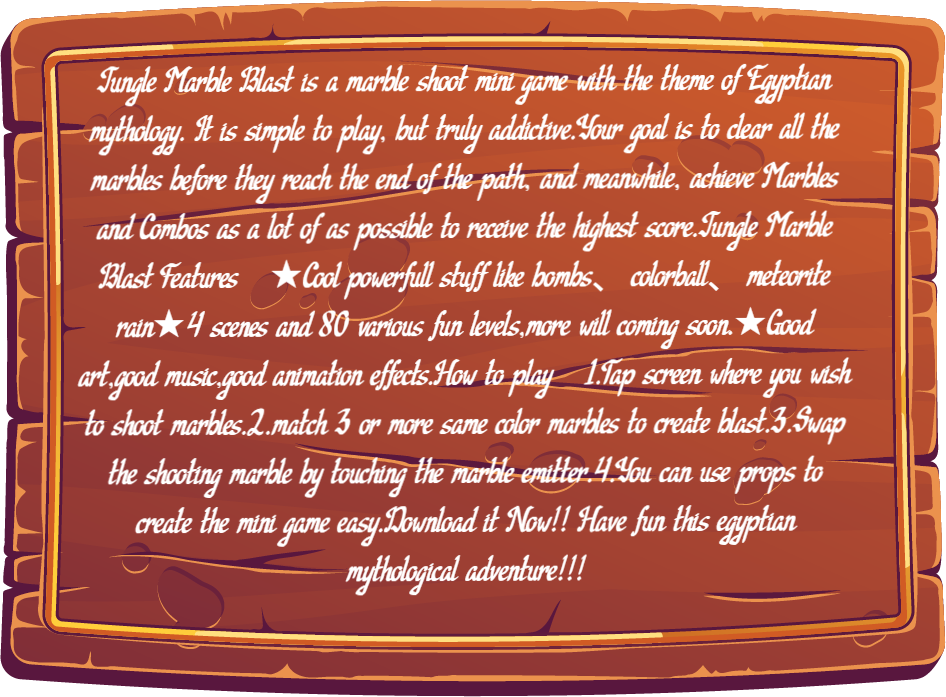 Jungle Marble Blast is a marble shoot mini game with the theme of Egyptian
mythology. It is simple to play, but truly addictive.Your goal is to clear all the
marbles before they reach the end of the path, and meanwhile, achieve Marbles
and Combos as a lot of as possible to receive the highest score.Jungle Marble
Blast Features ★Cool powerfull stuff like bombs、 colorball、 meteorite
rain★4 scenes and 80 various fun levels,more will coming soon.★Good
art,good music,good animation effects.How to play 1.Tap screen where you wish
to shoot marbles.2.match 3 or more same color marbles to create blast.3.Swap
the shooting marble by touching the marble emitter.4.You can use props to
create the mini game easy.Download it Now!! Have fun this egyptian
mythological adventure!!!